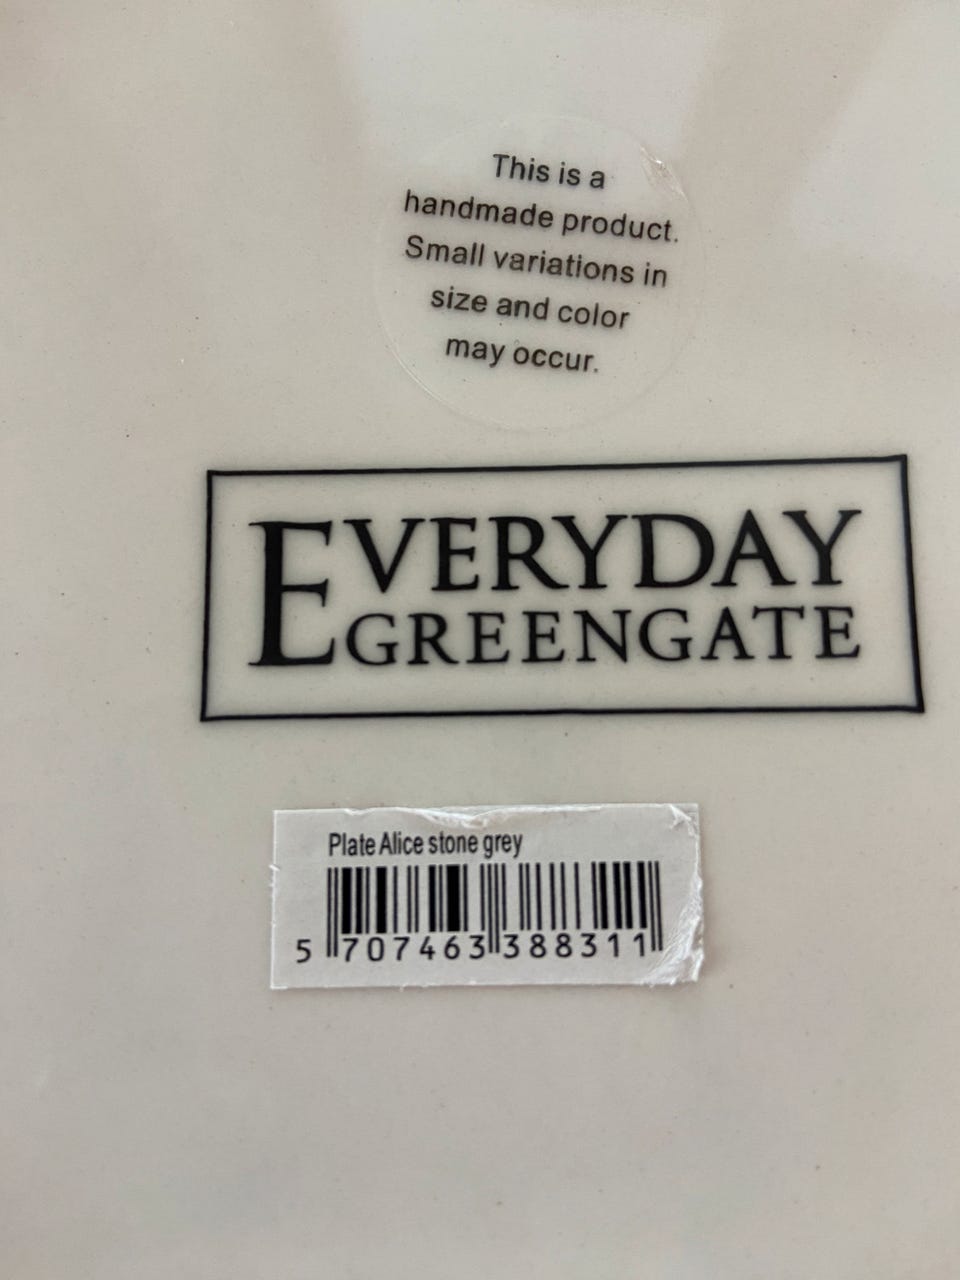 This is a
handmade product.
Small variations in
size and color
may occur.
EVERYDAY
GREENGATE
Plate Alice stone grey
5 707463 388311